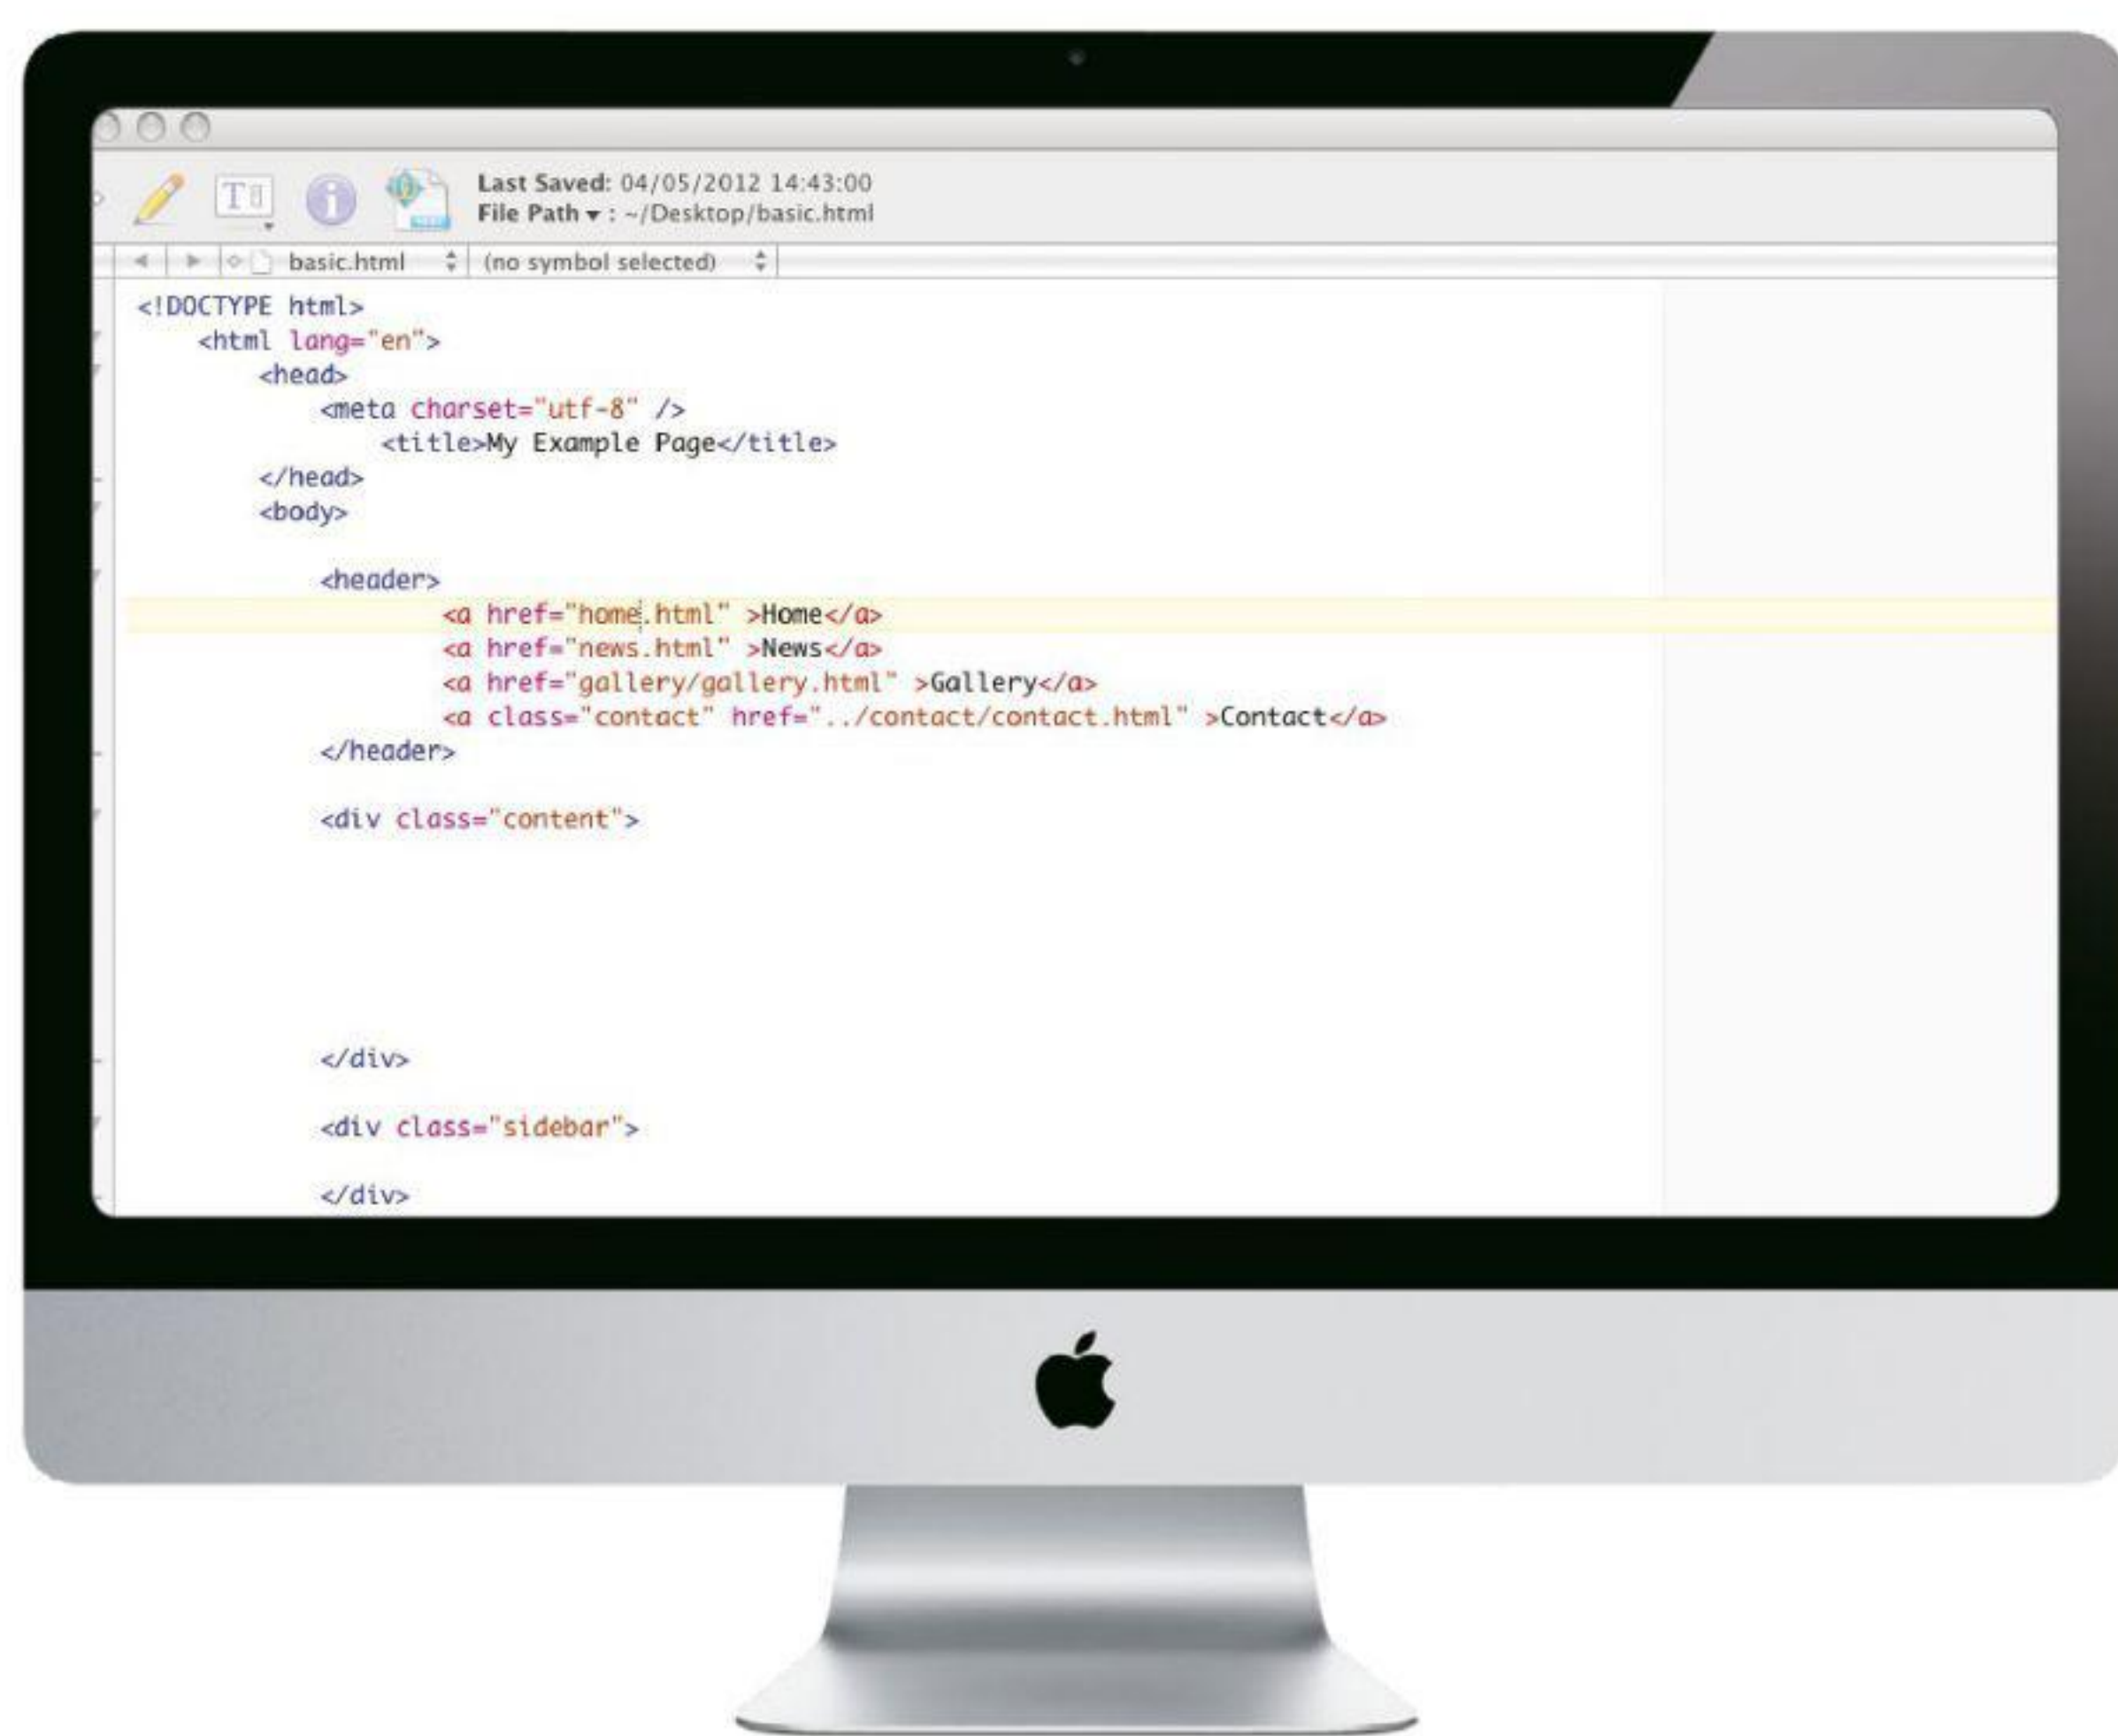 Last Saved: 04/05/2012 14:43:00
File Path ▾ : ~/Desktop/basic.html
basic.html (no symbol selected)
<!DOCTYPE html>
<html lang="en">
<head>
<meta charset="utf-8" />
<title>My Example Page</title>
</head>
<body>
<header>
<a href="home.html" >Home</a>
<a href="news.html" >News</a>
<a href="gallery/gallery.html" >Gallery</a>
<a class="contact" href="../contact/contact.html" >Contact</a>
</header>
<div class="content">
</div>
<div class="sidebar">
</div>